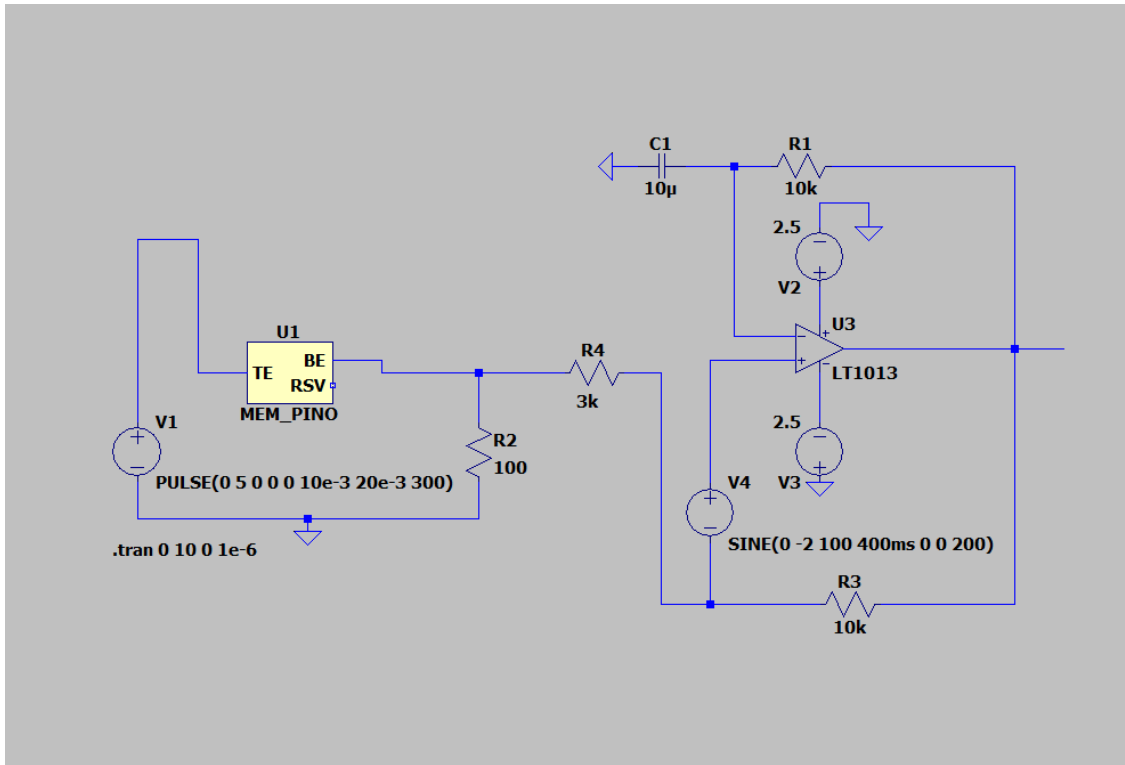 C1
10µ
R1
10k
2.5
V2
U1
TE
BE
RSV
MEM_PINO
U3
LT1013
R4
3k
V1
PULSE(0 5 0 0 0 10e-3 20e-3 300)
R2
100
2.5
V3
V4
SINE(0 -2 100 400ms 0 0 200)
.tran 0 10 0 1e-6
R3
10k